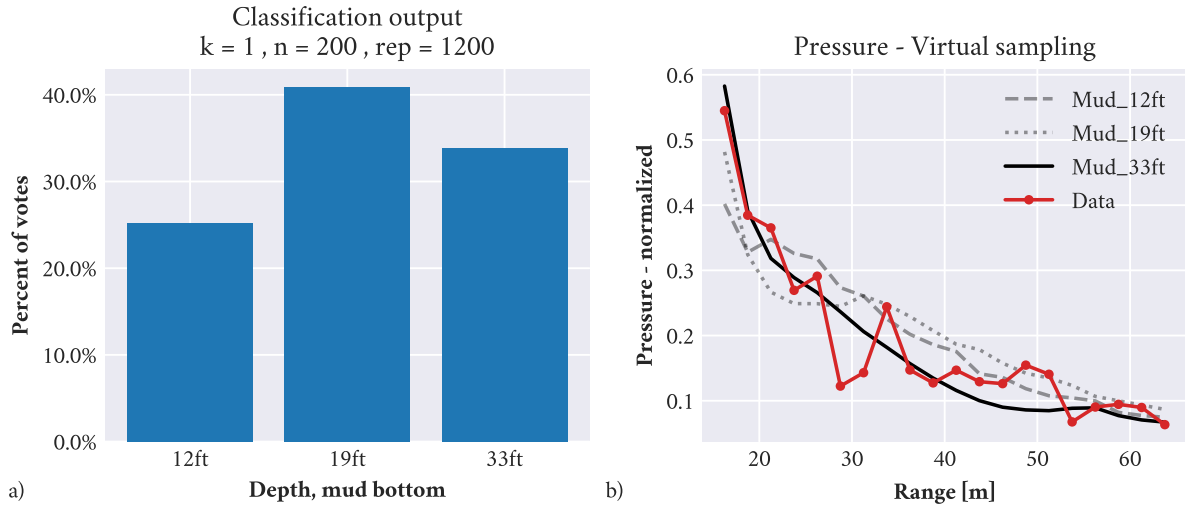 Classification output
k = 1 , n = 200 , rep = 1200
40.0%
30.0%
20.0%
10.0%
0.0%
Percent of votes
12ft
19ft
33ft
Depth, mud bottom
a)
Pressure - Virtual sampling
0.6
0.5
0.4
0.3
0.2
0.1
Pressure - normalized
Mud_12ft
Mud_19ft
Mud_33ft
Data
20
30
40
50
60
Range [m]
b)